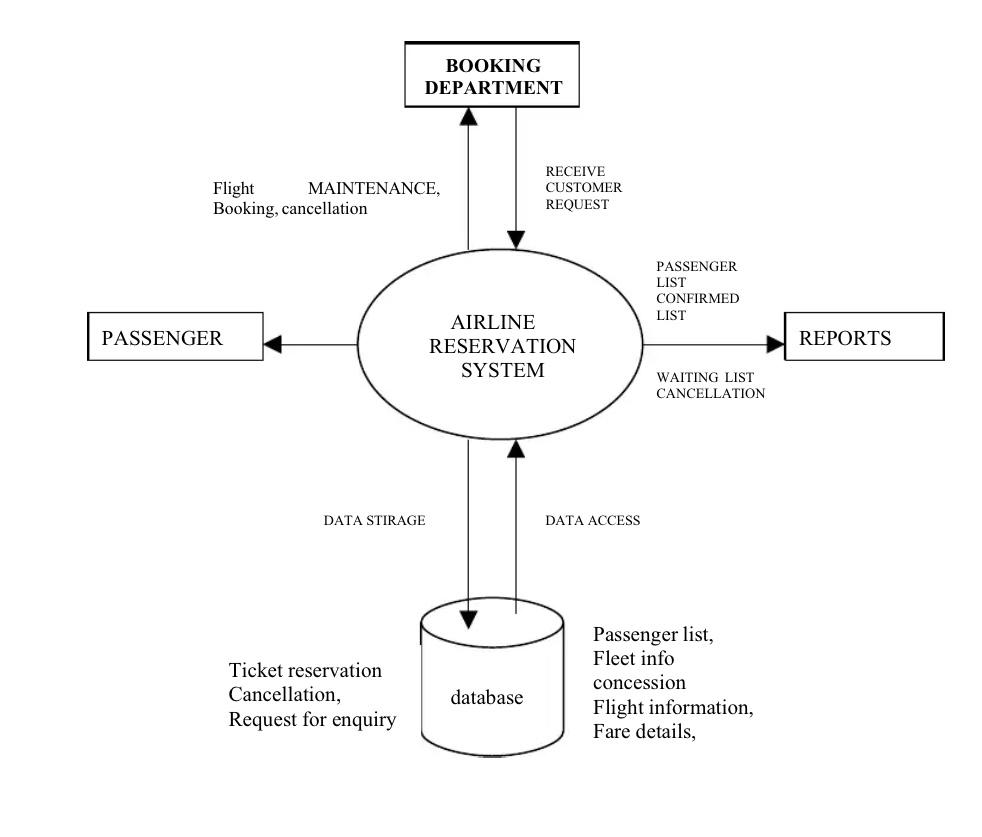 BOOKING
DEPARTMENT
Flight MAINTENANCE,
Booking, cancellation
RECEIVE
CUSTOMER
REQUEST
PASSENGER
LIST
CONFIRMED
LIST
PASSENGER
AIRLINE
RESERVATION
SYSTEM
REPORTS
WAITING LIST
CANCELLATION
DATA STIRAGE
DATA ACCESS
Ticket reservation
Cancellation,
Request for enquiry
database
Passenger list,
Fleet info
concession
Flight information,
Fare details,